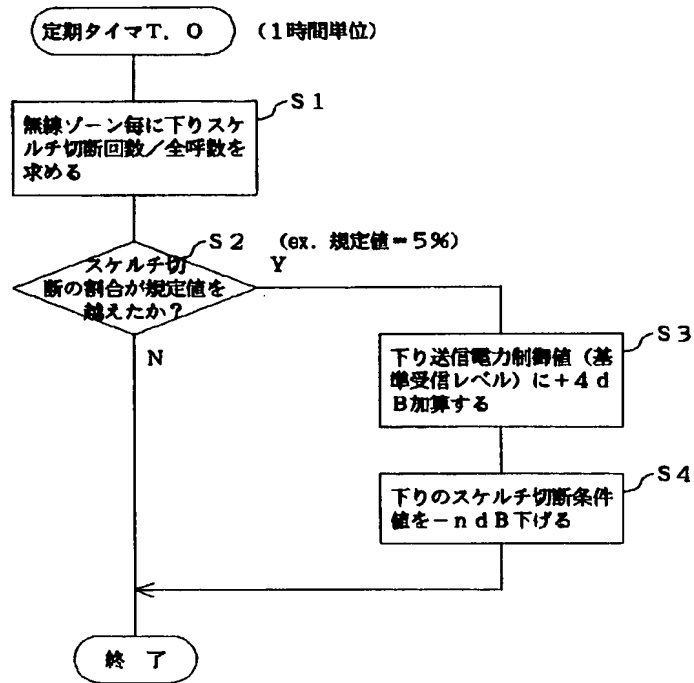 定期タイマT．O （1時間単位）
S1
無線ゾーン毎に下りスケ
ルチ切断回数／全呼数を
求める
S2 （ex. 規定値＝5%）
スケルチ切
断の割合が規定値を
越えたか？
Y
N
S3
下り送信電力制御値（基
準受信レベル）に＋4d
B加算する
S4
下りのスケルチ切断条件
値を－ndB下げる
終 了